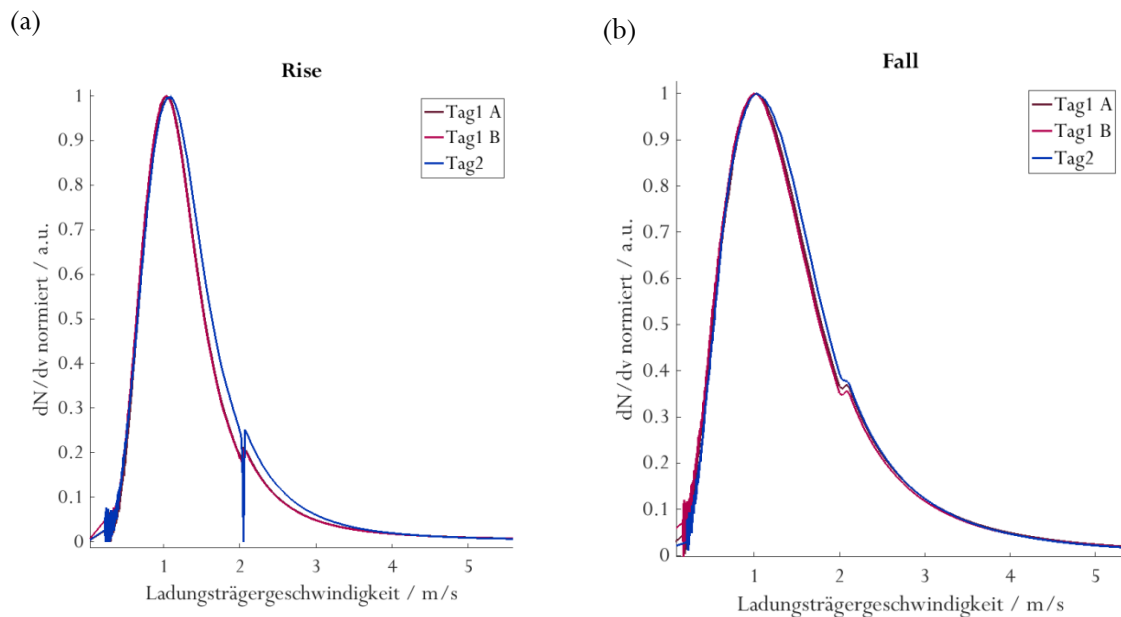 (a)
Rise
1
0.9
0.8
0.7
0.6
0.5
0.4
0.3
0.2
0.1
0
dN/dv normiert / a.u.
Tag1 A
Tag1 B
Tag2
1 2 3 4 5
Ladungsträgergeschwindigkeit / m/s
(b)
Fall
1
0.9
0.8
0.7
0.6
0.5
0.4
0.3
0.2
0.1
0
dN/dv normiert / a.u.
Tag1 A
Tag1 B
Tag2
1 2 3 4 5
Ladungsträgergeschwindigkeit / m/s